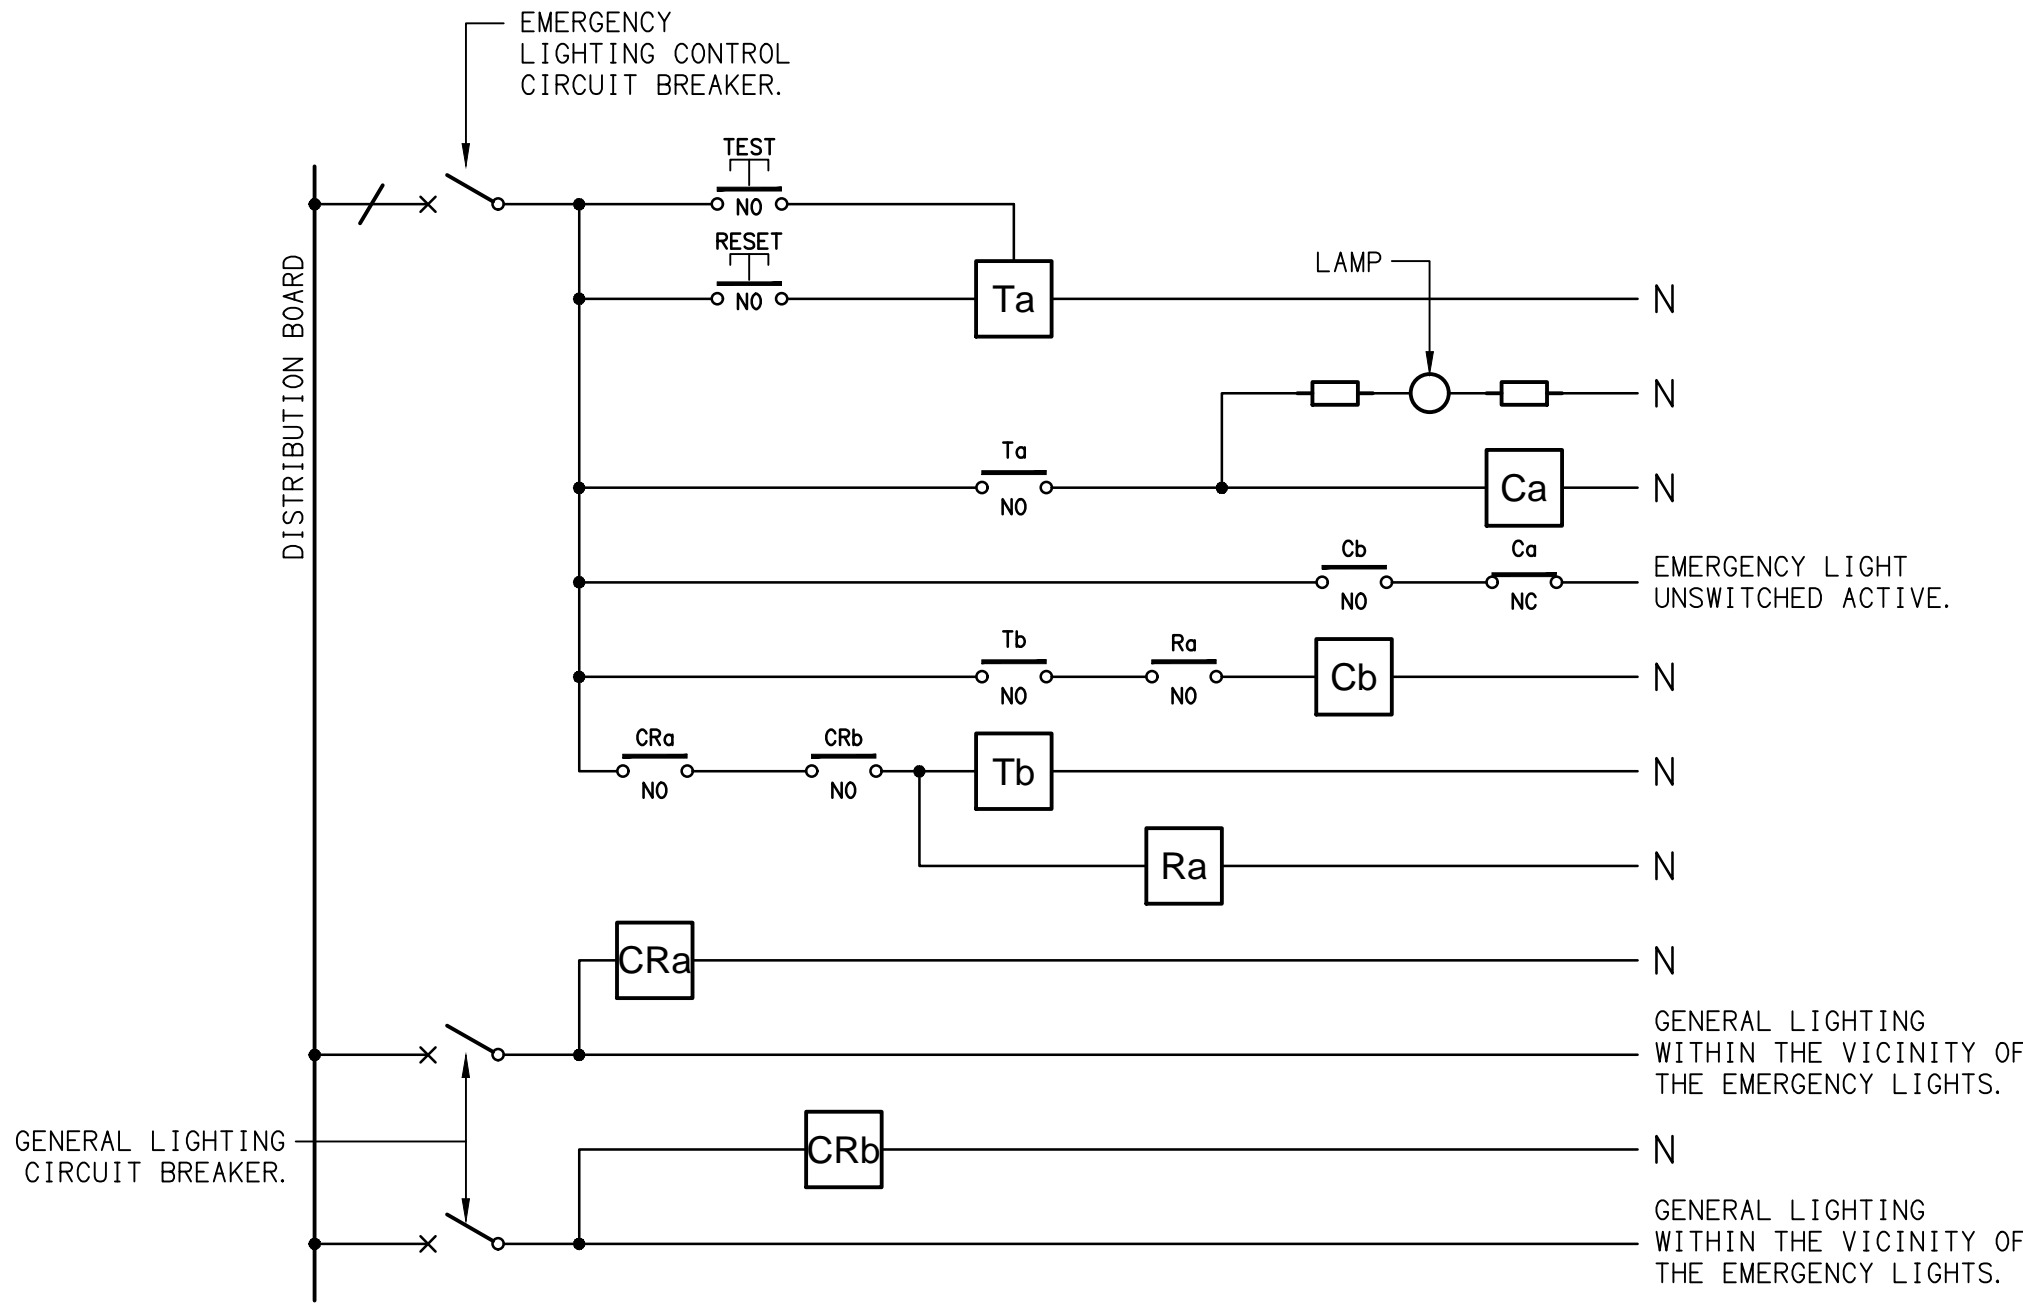 EMERGENCY
LIGHTING CONTROL
CIRCUIT BREAKER.
TEST
NO
RESET
NO
Ta
N
LAMP
N
DISTRIBUTION BOARD
Ta
NO
Ca
N
Cb
NO
Ca
NC
EMERGENCY LIGHT
UNSWITCHED ACTIVE.
Tb
NO
Ra
NO
Cb
N
CRa
NO
CRb
NO
Tb
N
Ra
N
CRa
N
GENERAL LIGHTING
WITHIN THE VICINITY OF
THE EMERGENCY LIGHTS.
GENERAL LIGHTING
CIRCUIT BREAKER.
CRb
N
GENERAL LIGHTING
WITHIN THE VICINITY OF
THE EMERGENCY LIGHTS.